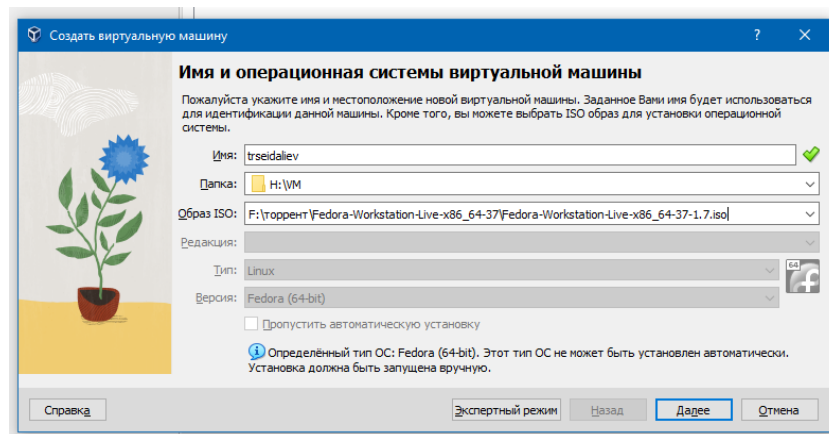 Создать виртуальную машину
?
Имя и операционная системы виртуальной машины
Пожалуйста укажите имя и местоположение новой виртуальной машины. Заданное Вами имя будет использоваться
для идентификации данной машины. Кроме того, вы можете выбрать ISO образ для установки операционной
системы.
Имя: trseidaliev
Папка: H:\VM
Образ ISO: F:\торрент\Fedora-Workstation-Live-x86_64-37\Fedora-Workstation-Live-x86_64-37-1.7.iso
Редакция:
Тип: Linux
64
Версия: Fedora (64-bit)
Пропустить автоматическую установку
Определённый тип ОС: Fedora (64-bit). Этот тип ОС не может быть установлен автоматически.
Установка должна быть запущена вручную.
Справка Экспертный режим Назад Далее Отмена